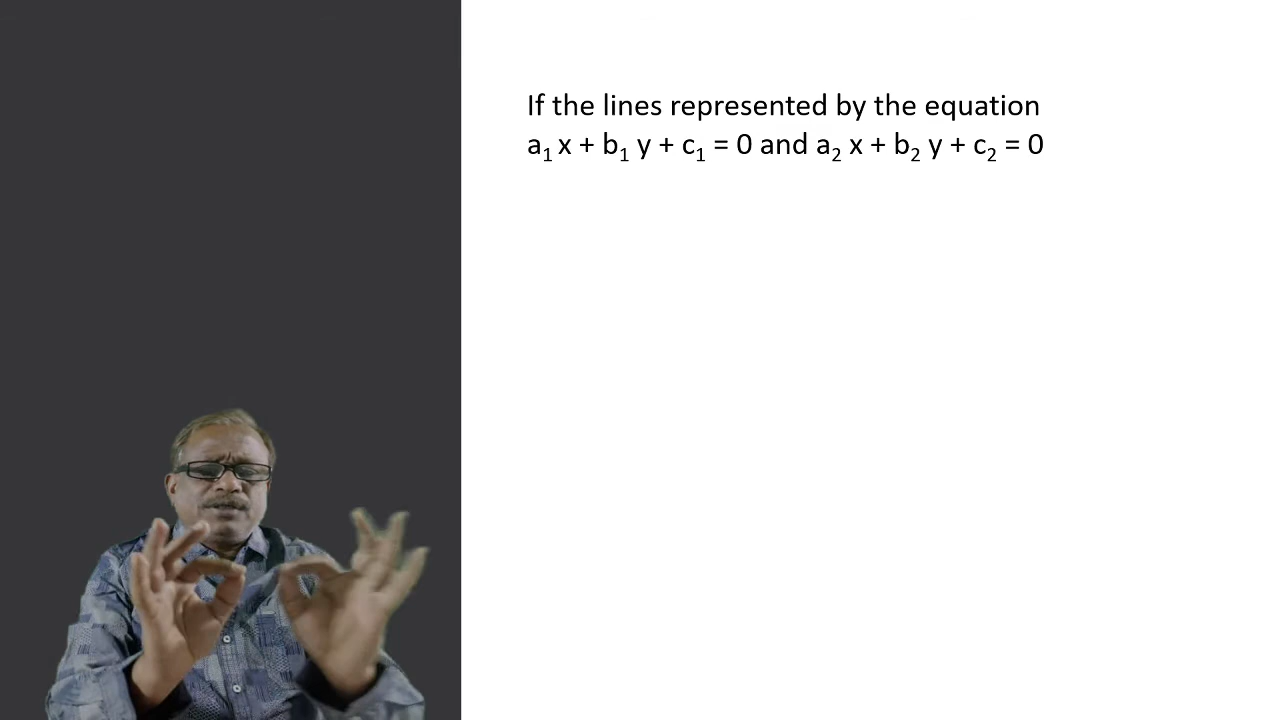 If the lines represented by the equation
a₁ x + b₁ y + c₁ = 0 and a₂ x + b₂ y + c₂ = 0